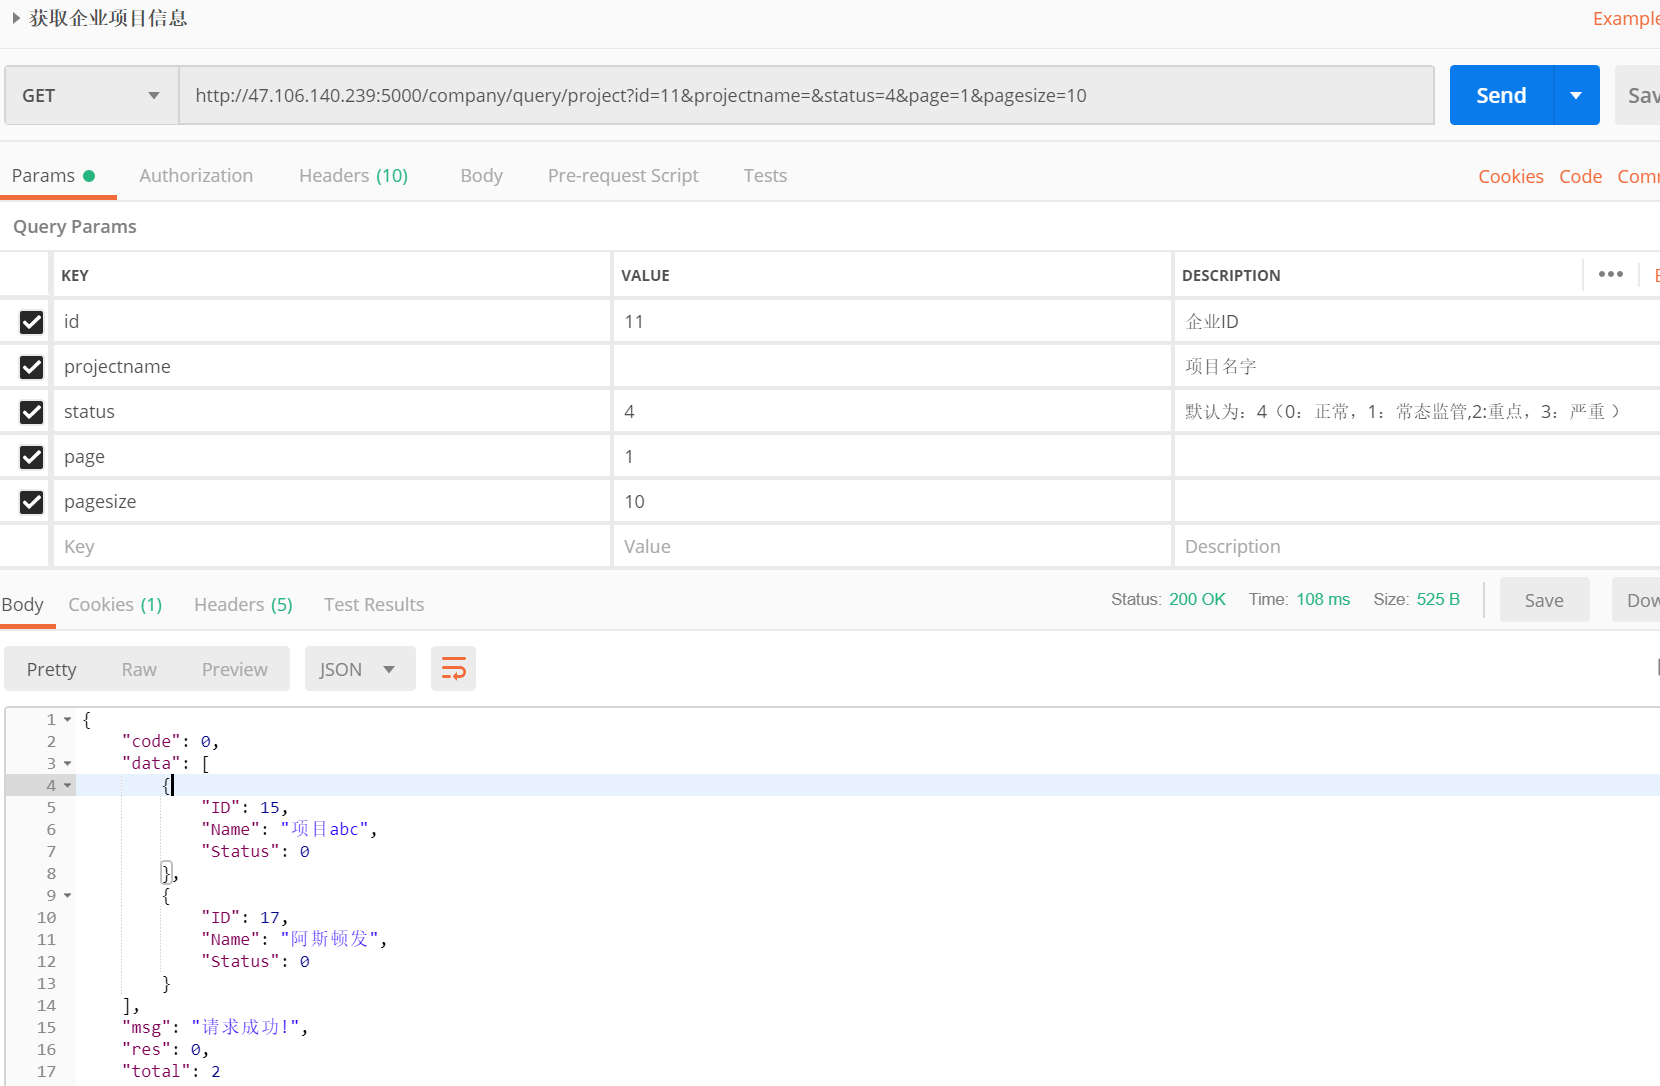 获取企业项目信息
Example
GET
http://47.106.140.239:5000/company/query/project?id=11&projectname=&status=4&page=1&pagesize=10
Send
Sav
Params
Authorization
Headers (10)
Body
Pre-request Script
Tests
Cookies
Code
Comm
Query Params
KEY
VALUE
DESCRIPTION
id
11
企业ID
projectname
项目名字
status
4
默认为：4（0：正常，1：常态监管,2:重点，3：严重 ）
page
1
pagesize
10
Key
Value
Description
Body
Cookies (1)
Headers (5)
Test Results
Status: 200 OK
Time: 108 ms
Size: 525 B
Save
Dow
Pretty
Raw
Preview
JSON
1 {
2 "code": 0,
3 "data": [
4 {
5 "ID": 15,
6 "Name": "项目abc",
7 "Status": 0
8 },
9 {
10 "ID": 17,
11 "Name": "阿斯顿发",
12 "Status": 0
13 }
14 ],
15 "msg": "请求成功!",
16 "res": 0,
17 "total": 2